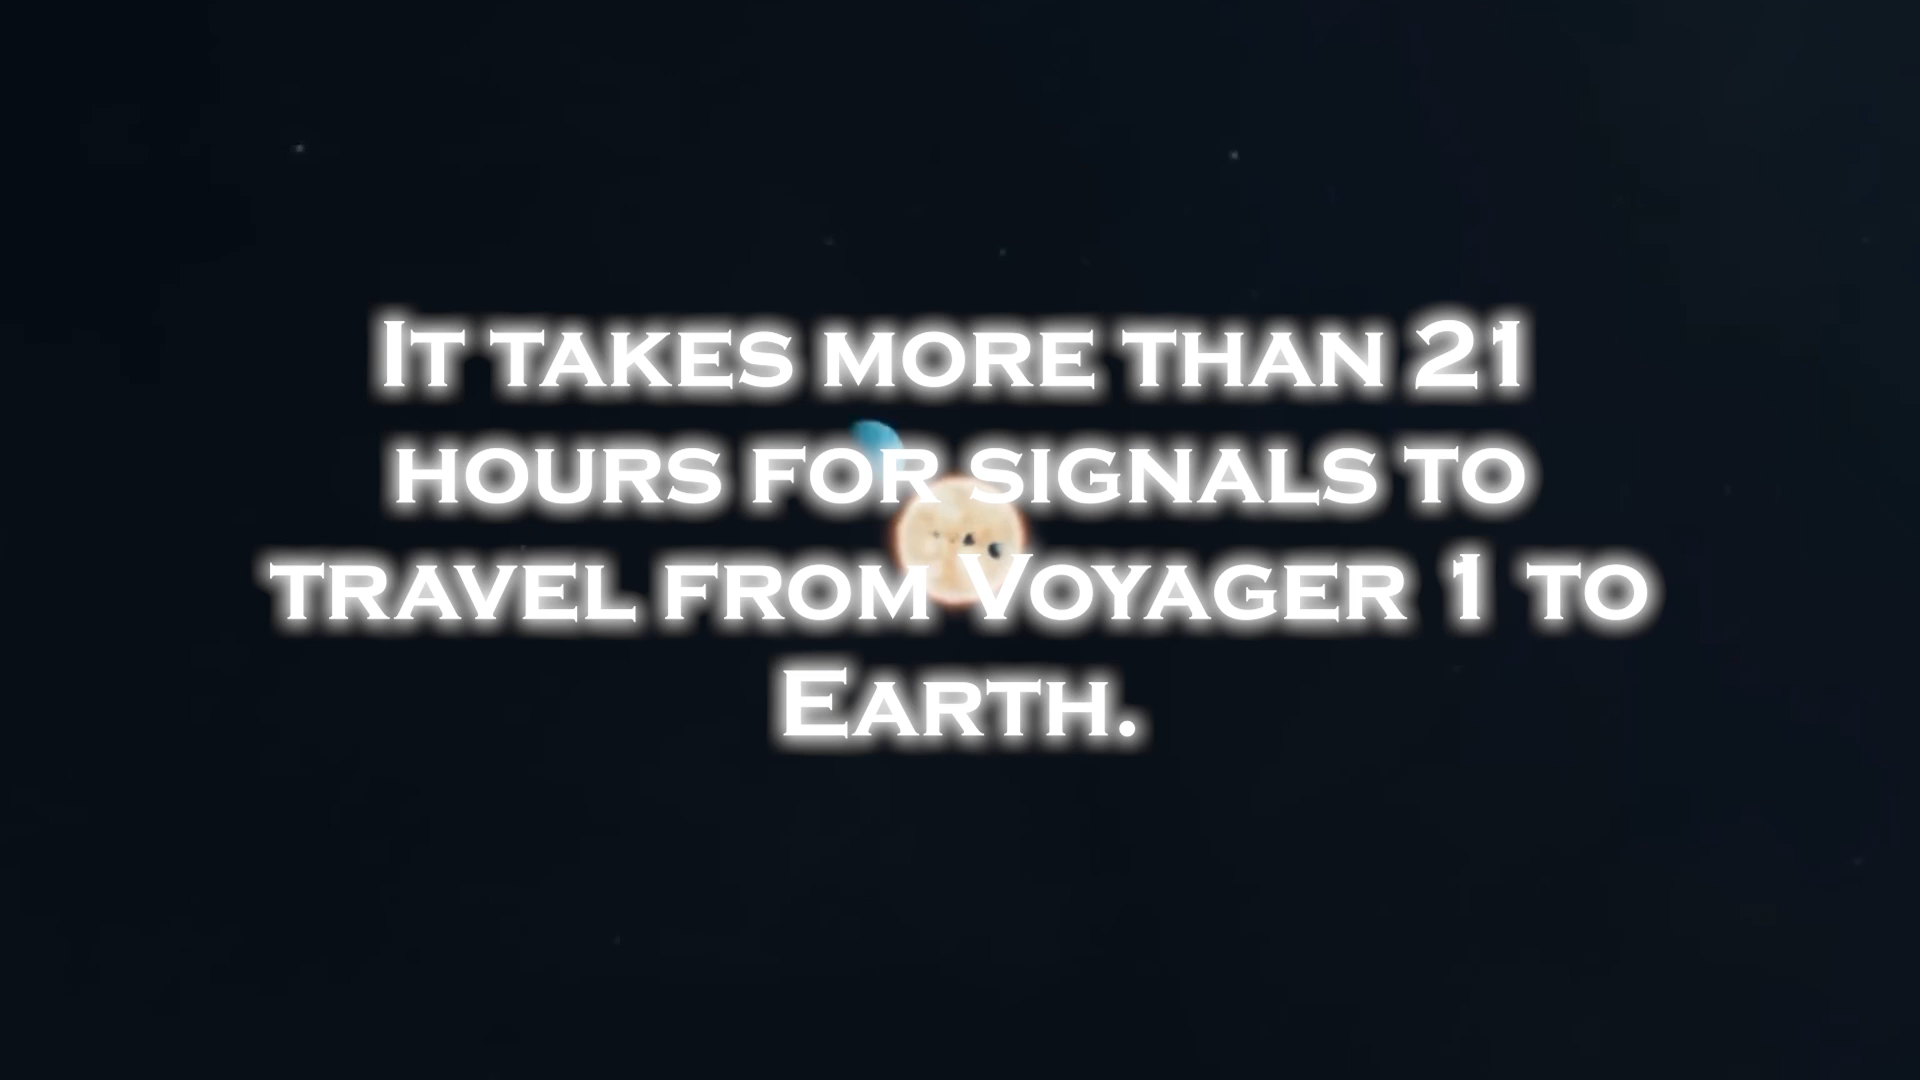 It takes more than 21
hours for signals to
travel from Voyager 1 to
Earth.